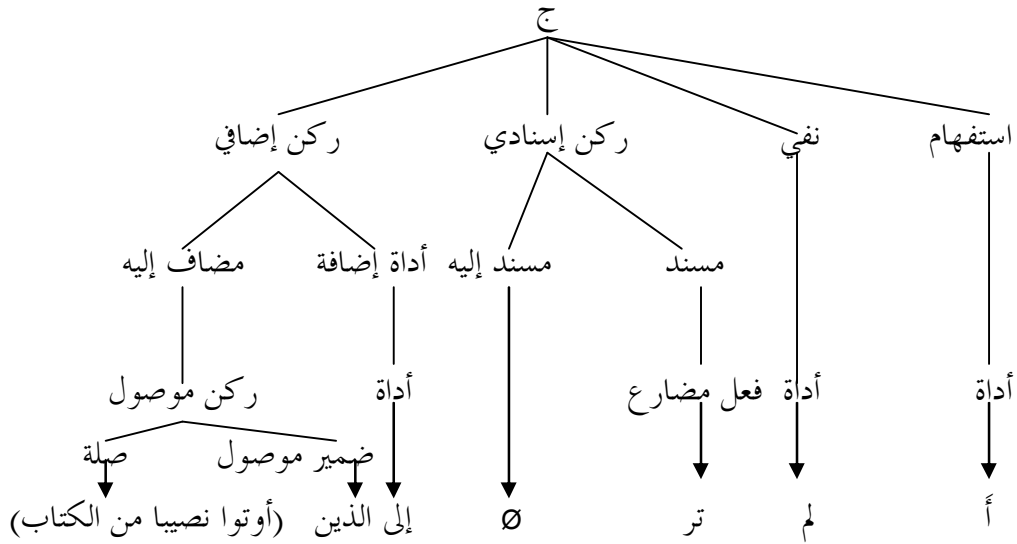 ج
استفهام نفي ركن إسنادي ركن إضافي
مسند مسند إليه أداة إضافة مضاف إليه
أداة أداة فعل مضارع أداة ركن موصول
ضمير موصول صلة
أَ لم تر Ø إلى الذين (أوتوا نصيبا من الكتاب)